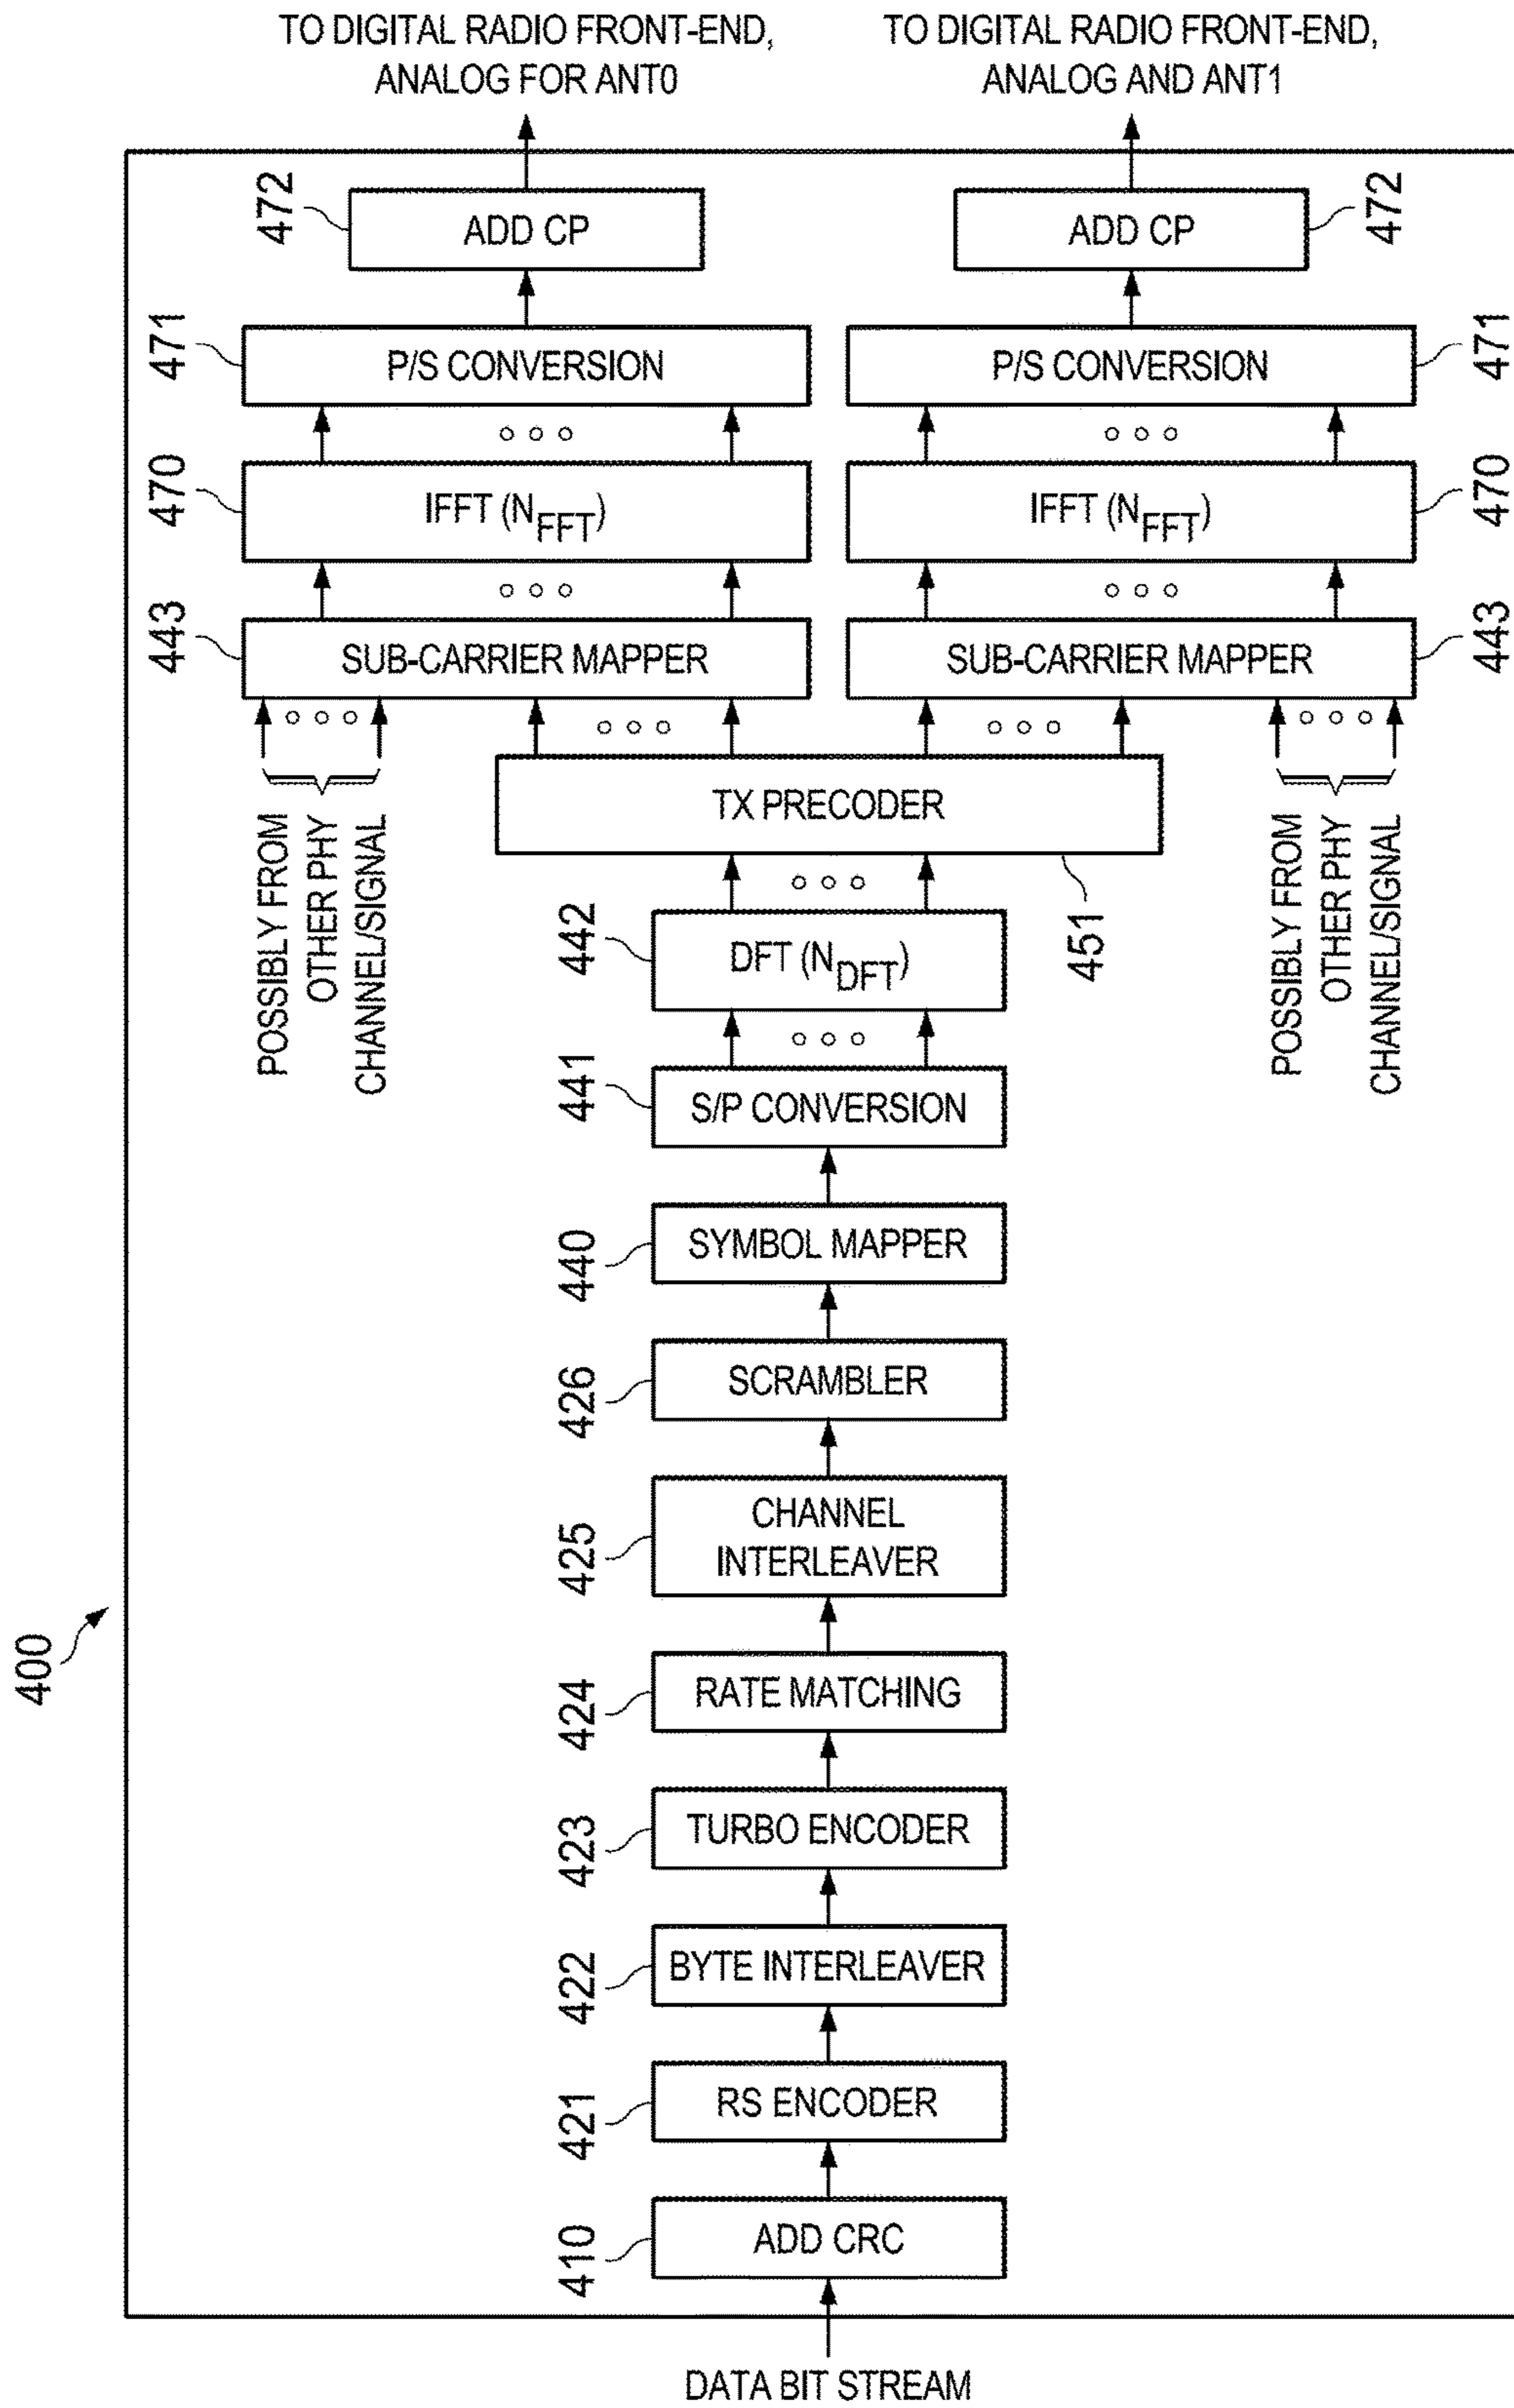 TO DIGITAL RADIO FRONT-END,
ANALOG FOR ANT0
TO DIGITAL RADIO FRONT-END,
ANALOG AND ANT1
472
ADD CP
ADD CP
472
471
P/S CONVERSION
P/S CONVERSION
471
470
IFFT (N_FFT)
IFFT (N_FFT)
470
443
SUB-CARRIER MAPPER
SUB-CARRIER MAPPER
443
POSSIBLY FROM
OTHER PHY
CHANNEL/SIGNAL
TX PRECODER
451
POSSIBLY FROM
OTHER PHY
CHANNEL/SIGNAL
442
DFT (N_DFT)
441
S/P CONVERSION
440
SYMBOL MAPPER
426
SCRAMBLER
425
CHANNEL
INTERLEAVER
400
424
RATE MATCHING
423
TURBO ENCODER
422
BYTE INTERLEAVER
421
RS ENCODER
410
ADD CRC
DATA BIT STREAM